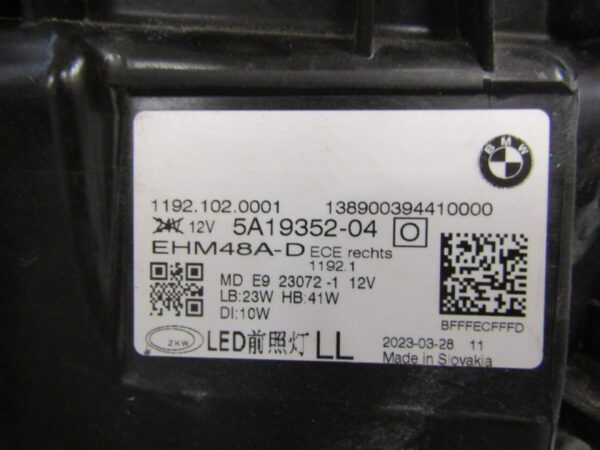 BMW
1192.102.0001 138900394410000
24V 12V 5A19352-04 O
EHM48A-D ECE rechts
1192.1
MD E9 23072 -1 12V
LB:23W HB:41W
DI:10W
BFFFECFFFD
ZKW LED前照灯 LL 2023-03-28 11
Made in Slovakia